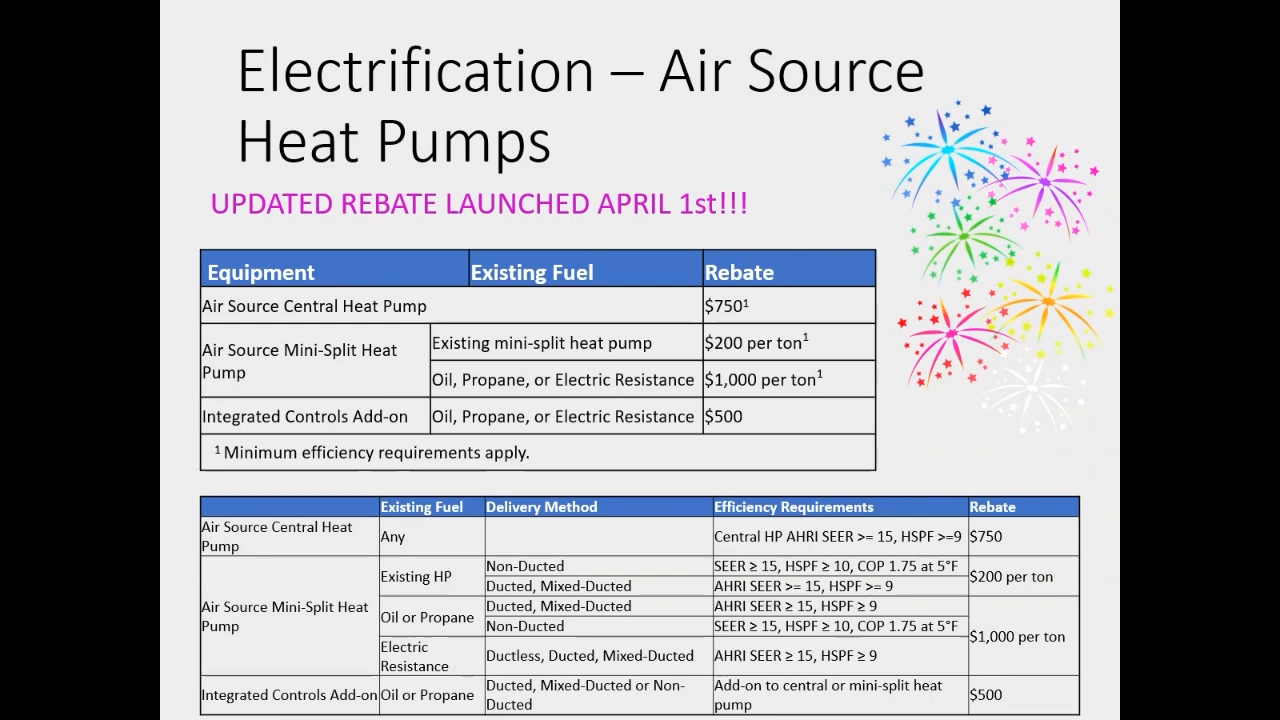 Electrification – Air Source
Heat Pumps
UPDATED REBATE LAUNCHED APRIL 1st!!!
Equipment Existing Fuel Rebate
Air Source Central Heat Pump $750¹
Air Source Mini-Split Heat
Pump
Existing mini-split heat pump $200 per ton¹
Oil, Propane, or Electric Resistance $1,000 per ton¹
Integrated Controls Add-on Oil, Propane, or Electric Resistance $500
¹ Minimum efficiency requirements apply.
Existing Fuel Delivery Method Efficiency Requirements Rebate
Air Source Central Heat
Pump
Any Central HP AHRI SEER >= 15, HSPF >=9 $750
Air Source Mini-Split Heat
Pump
Existing HP
Non-Ducted SEER ≥ 15, HSPF ≥ 10, COP 1.75 at 5°F
Ducted, Mixed-Ducted AHRI SEER >= 15, HSPF >= 9
$200 per ton
Oil or Propane
Ducted, Mixed-Ducted AHRI SEER ≥ 15, HSPF ≥ 9
Non-Ducted SEER ≥ 15, HSPF ≥ 10, COP 1.75 at 5°F
$1,000 per ton
Electric
Resistance
Ductless, Ducted, Mixed-Ducted AHRI SEER ≥ 15, HSPF ≥ 9
Integrated Controls Add-on Oil or Propane
Ducted, Mixed-Ducted or Non-
Ducted
Add-on to central or mini-split heat
pump
$500